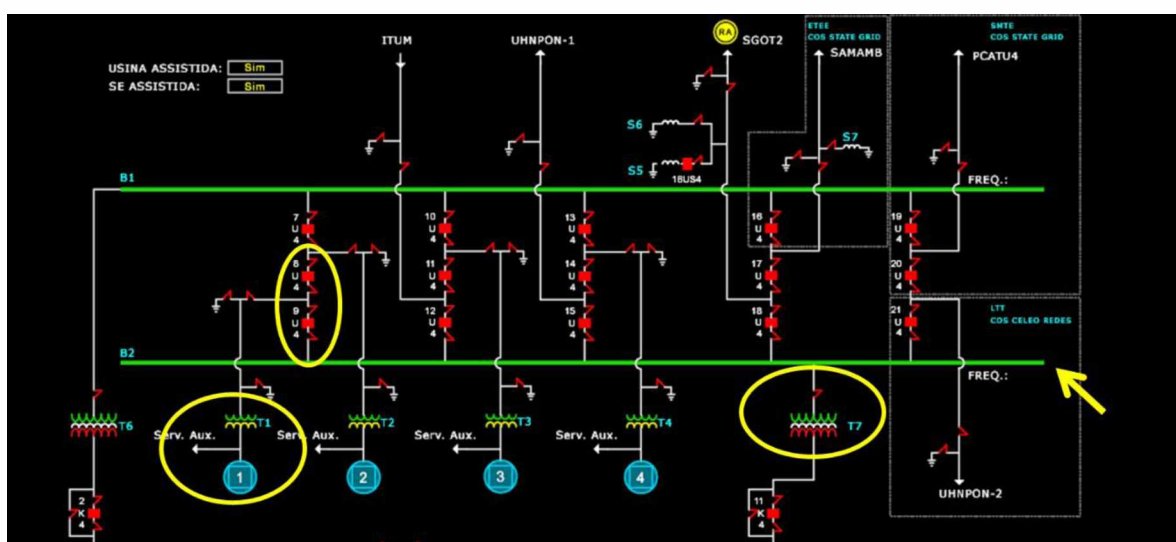 USINA ASSISTIDA: Sim
SE ASSISTIDA: Sim
ITUM
UHNPON-1
RA
SGOT2
ETEE
COS STATE GRID
SAMAMB
SMTE
COS STATE GRID
PCATU4
S6
S5
18US4
S7
B1
FREQ.:
7
U
4
8
U
4
9
U
4
10
U
4
11
U
4
12
U
4
13
U
4
14
U
4
15
U
4
16
U
4
17
U
4
18
U
4
19
U
4
20
U
4
21
U
4
LTT
COS CELEO REDES
B2
FREQ.:
T6
T1
T2
T3
T4
T7
Serv. Aux.
Serv. Aux.
Serv. Aux.
Serv. Aux.
1
2
3
4
2
K
4
11
K
4
UHNPON-2